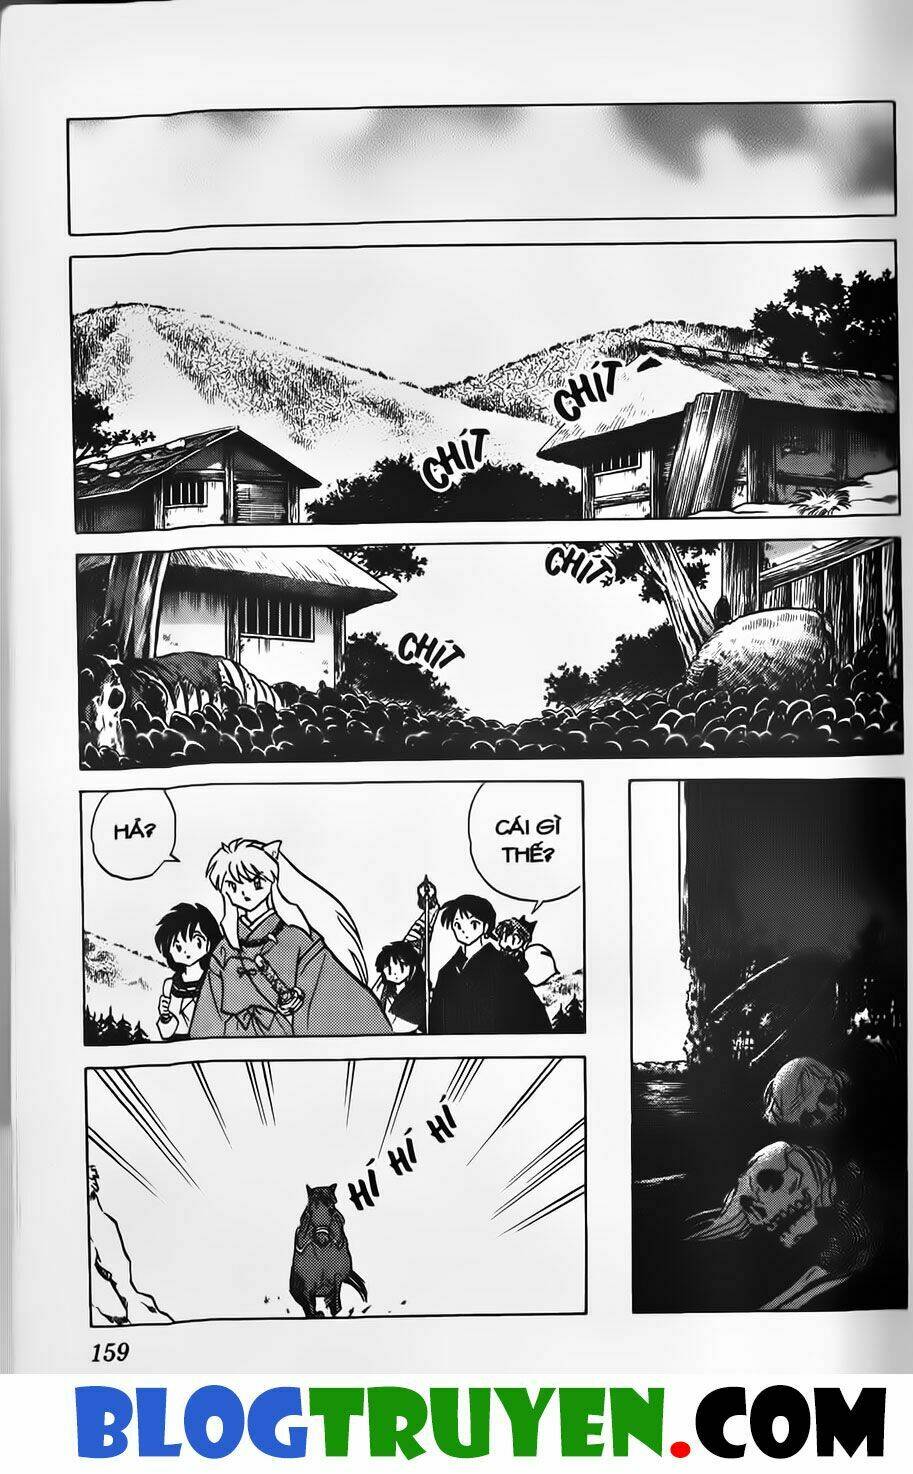 CHÍT
CHÍT
CHÍT
CHÍT
HẢ?
CÁI GÌ
THẾ?
HÍ HÍ HÍ
159
BLOGTRUYEN.COM